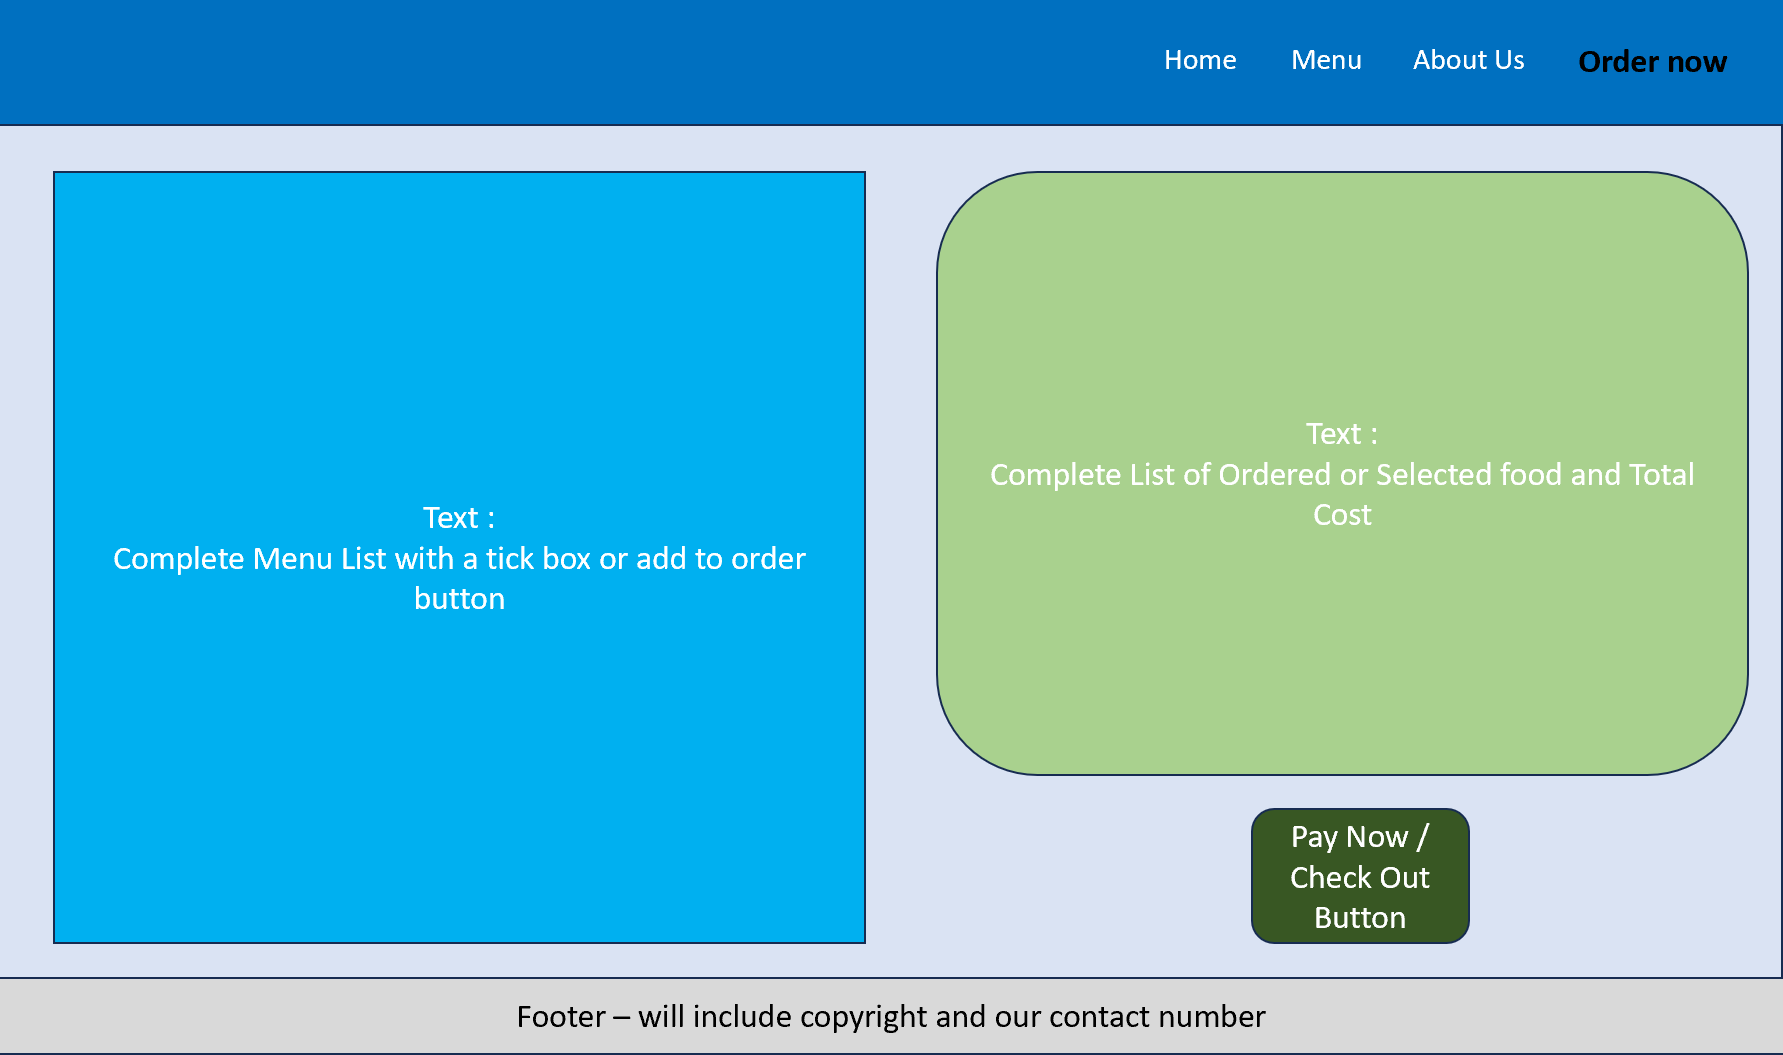 Home Menu About Us Order now
Text :
Complete Menu List with a tick box or add to order
button
Text :
Complete List of Ordered or Selected food and Total
Cost
Pay Now /
Check Out
Button
Footer – will include copyright and our contact number